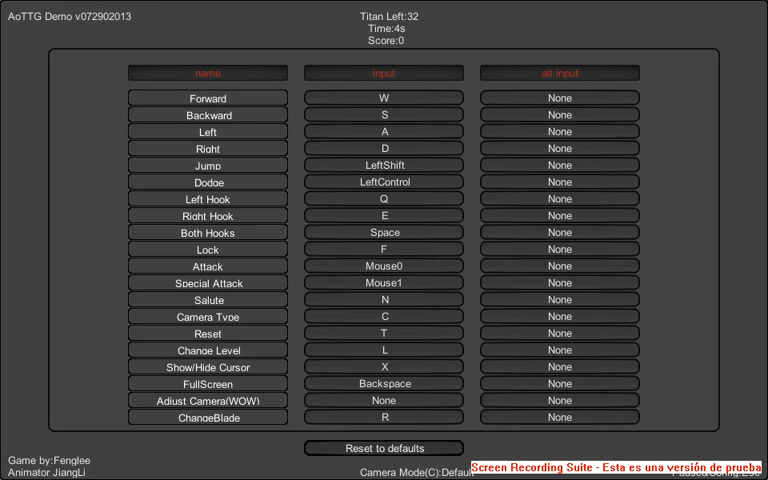 AoTTG Demo v072902013
Titan Left:32
Time:4s
Score:0
name input alt input
Forward W None
Backward S None
Left A None
Right D None
Jump LeftShift None
Dodge LeftControl None
Left Hook Q None
Right Hook E None
Both Hooks Space None
Lock F None
Attack Mouse0 None
Special Attack Mouse1 None
Salute N None
Camera Type C None
Reset T None
Change Level L None
Show/Hide Cursor X None
FullScreen Backspace None
Adjust Camera(WOW) None None
ChangeBlade R None
Reset to defaults
Game by:Fenglee
Animator JiangLi
Camera Mode(C):Default
Screen Recording Suite - Esta es una versión de prueba